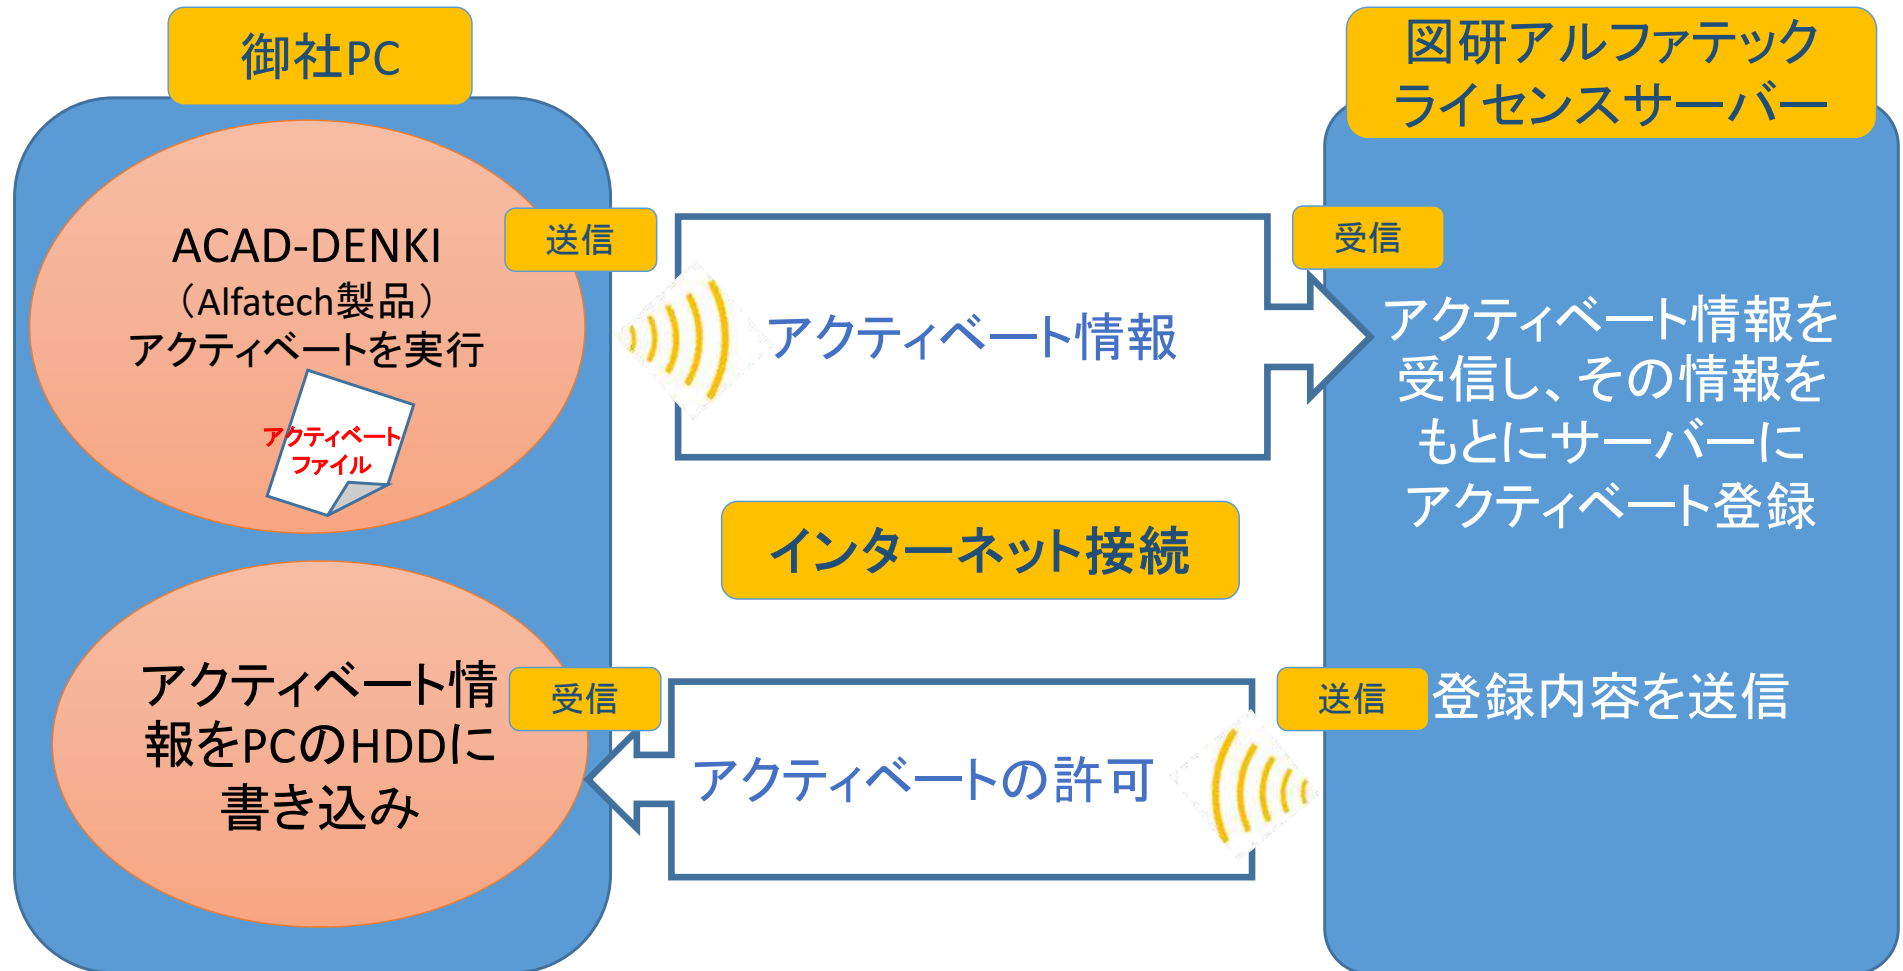 御社PC
図研アルファテック
ライセンスサーバー
ACAD-DENKI
（Alfatech製品）
アクティベートを実行
アクティベート
ファイル
送信
アクティベート情報
受信
アクティベート情報を
受信し、その情報を
もとにサーバーに
アクティベート登録
インターネット接続
アクティベート情
報をPCのHDDに
書き込み
受信
アクティベートの許可
送信
登録内容を送信